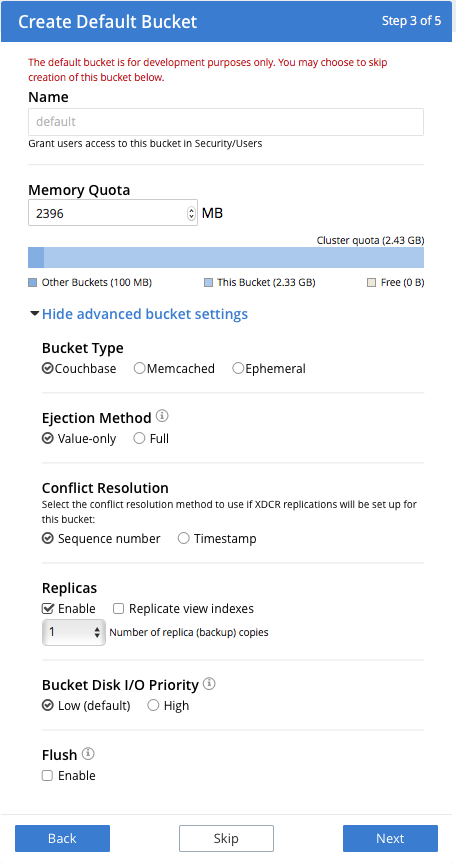 Create Default Bucket Step 3 of 5
The default bucket is for development purposes only. You may choose to skip
creation of this bucket below.
Name
default
Grant users access to this bucket in Security/Users
Memory Quota
2396 MB
Cluster quota (2.43 GB)
Other Buckets (100 MB) This Bucket (2.33 GB) Free (0 B)
Hide advanced bucket settings
Bucket Type
Couchbase Memcached Ephemeral
Ejection Method
Value-only Full
Conflict Resolution
Select the conflict resolution method to use if XDCR replications will be set up for
this bucket:
Sequence number Timestamp
Replicas
Enable Replicate view indexes
1 Number of replica (backup) copies
Bucket Disk I/O Priority
Low (default) High
Flush
Enable
Back Skip Next